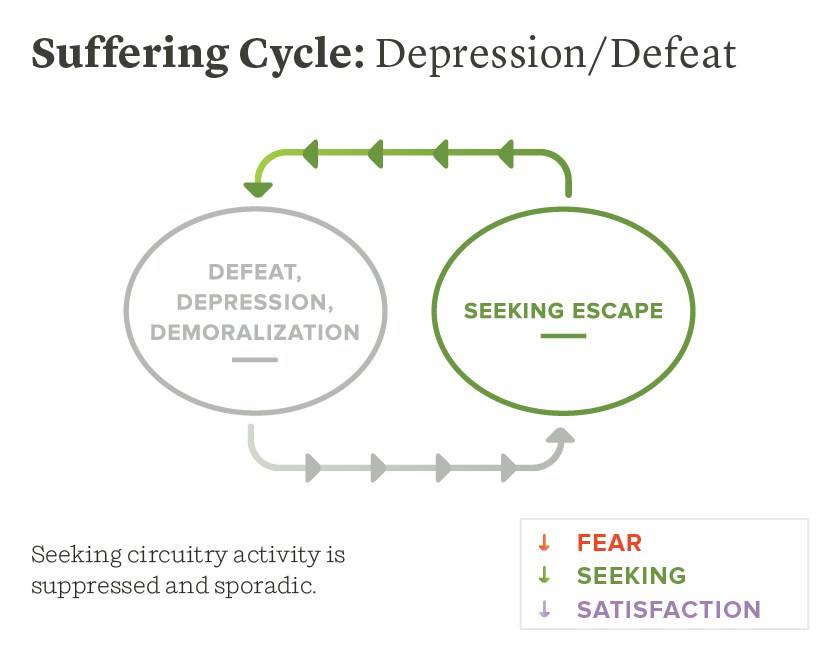 Suffering Cycle: Depression/Defeat
DEFEAT,
DEPRESSION,
DEMORALIZATION
SEEKING ESCAPE
Seeking circuitry activity is
suppressed and sporadic.
↓ FEAR
↓ SEEKING
↓ SATISFACTION